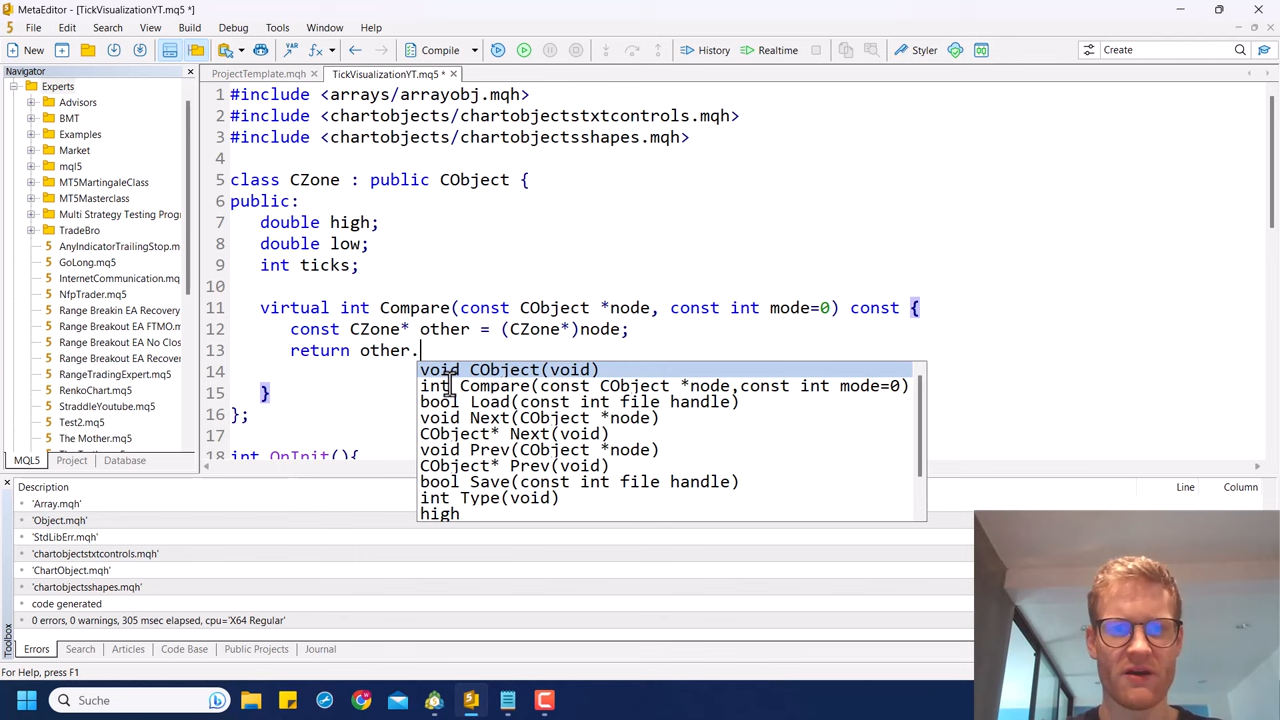 MetaEditor - [TickVisualizationYT.mq5 *]
File Edit Search View Build Debug Tools Window Help
New Compile History Realtime Styler Create
Navigator
ProjectTemplate.mqh TickVisualizationYT.mq5 *
Experts
Advisors
BMT
Examples
Market
mql5
MT5MartingaleClass
MT5Masterclass
Multi Strategy Testing Progr
TradeBro
AnyIndicatorTrailingStop.m
GoLong.mq5
InternetCommunication.mq
NfpTrader.mq5
Range Breakin EA Recovery
Range Breakout EA FTMO.m
Range Breakout EA No Clos
Range Breakout EA Recover
RangeTradingExpert.mq5
RenkoChart.mq5
StraddleYoutube.mq5
Test2.mq5
The Mother.mq5
MQL5 Project Database
1 #include <arrays/arrayobj.mqh>
2 #include <chartobjects/chartobjectstxtcontrols.mqh>
3 #include <chartobjects/chartobjectsshapes.mqh>
4
5 class CZone : public CObject {
6 public:
7 double high;
8 double low;
9 int ticks;
10
11 virtual int Compare(const CObject *node, const int mode=0) const {
12 const CZone* other = (CZone*)node;
13 return other.
14
15 }
16 };
17
18 int OnInit(){
void CObject(void)
int Compare(const CObject *node,const int mode=0)
bool Load(const int file handle)
void Next(CObject *node)
CObject* Next(void)
void Prev(CObject *node)
CObject* Prev(void)
bool Save(const int file handle)
int Type(void)
high
Description Line Column
'Array.mqh'
'Object.mqh'
'StdLibErr.mqh'
'chartobjectstxtcontrols.mqh'
'ChartObject.mqh'
'chartobjectsshapes.mqh'
code generated
0 errors, 0 warnings, 305 msec elapsed, cpu='X64 Regular'
Toolbox
Errors Search Articles Code Base Public Projects Journal
For Help, press F1
Suche